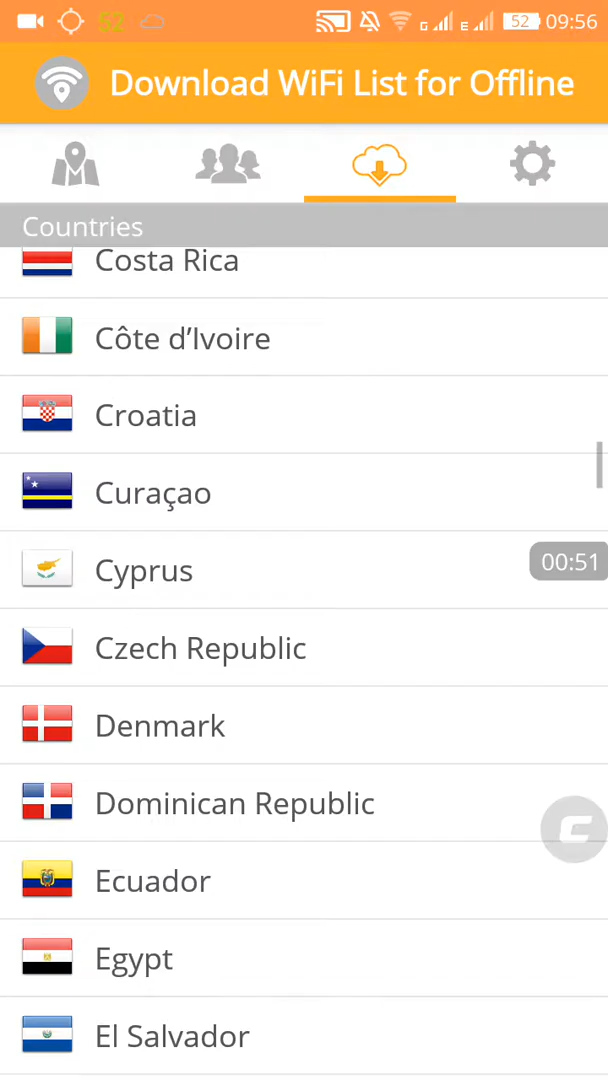 52
52
09:56
Download WiFi List for Offline
Countries
Costa Rica
Côte d’Ivoire
Croatia
Curaçao
Cyprus
00:51
Czech Republic
Denmark
Dominican Republic
Ecuador
Egypt
El Salvador